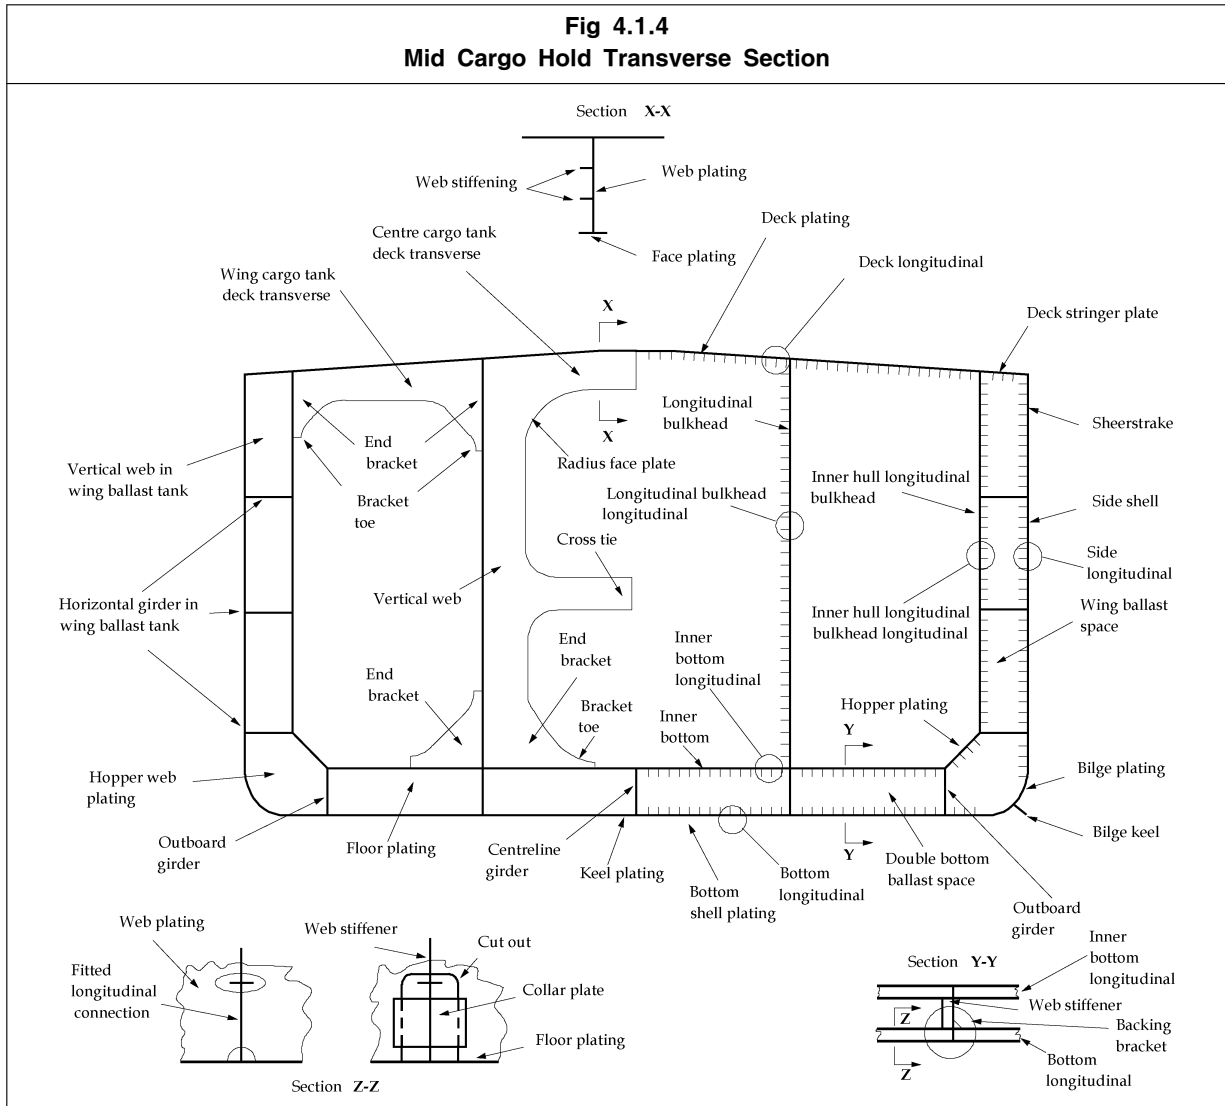 Fig 4.1.4
Mid Cargo Hold Transverse Section
Section X-X
Web stiffening
Web plating
Face plating
Centre cargo tank
deck transverse
Wing cargo tank
deck transverse
Deck plating
Deck longitudinal
Deck stringer plate
X
X
End
bracket
Bracket
toe
Vertical web in
wing ballast tank
Radius face plate
Longitudinal
bulkhead
Longitudinal bulkhead
longitudinal
Inner hull longitudinal
bulkhead
Sheerstrake
Side shell
Side
longitudinal
Cross tie
Vertical web
Horizontal girder in
wing ballast tank
Inner hull longitudinal
bulkhead longitudinal
Wing ballast
space
End
bracket
End
bracket
Bracket
toe
Inner
bottom
longitudinal
Inner
bottom
Hopper plating
Y
Y
Hopper web
plating
Bilge plating
Bilge keel
Outboard
girder
Floor plating
Centreline
girder
Keel plating
Bottom
shell plating
Bottom
longitudinal
Double bottom
ballast space
Outboard
girder
Web plating
Fitted
longitudinal
connection
Web stiffener
Cut out
Collar plate
Floor plating
Section Z-Z
Section Y-Y
Inner
bottom
longitudinal
Web stiffener
Z
Z
Backing
bracket
Bottom
longitudinal